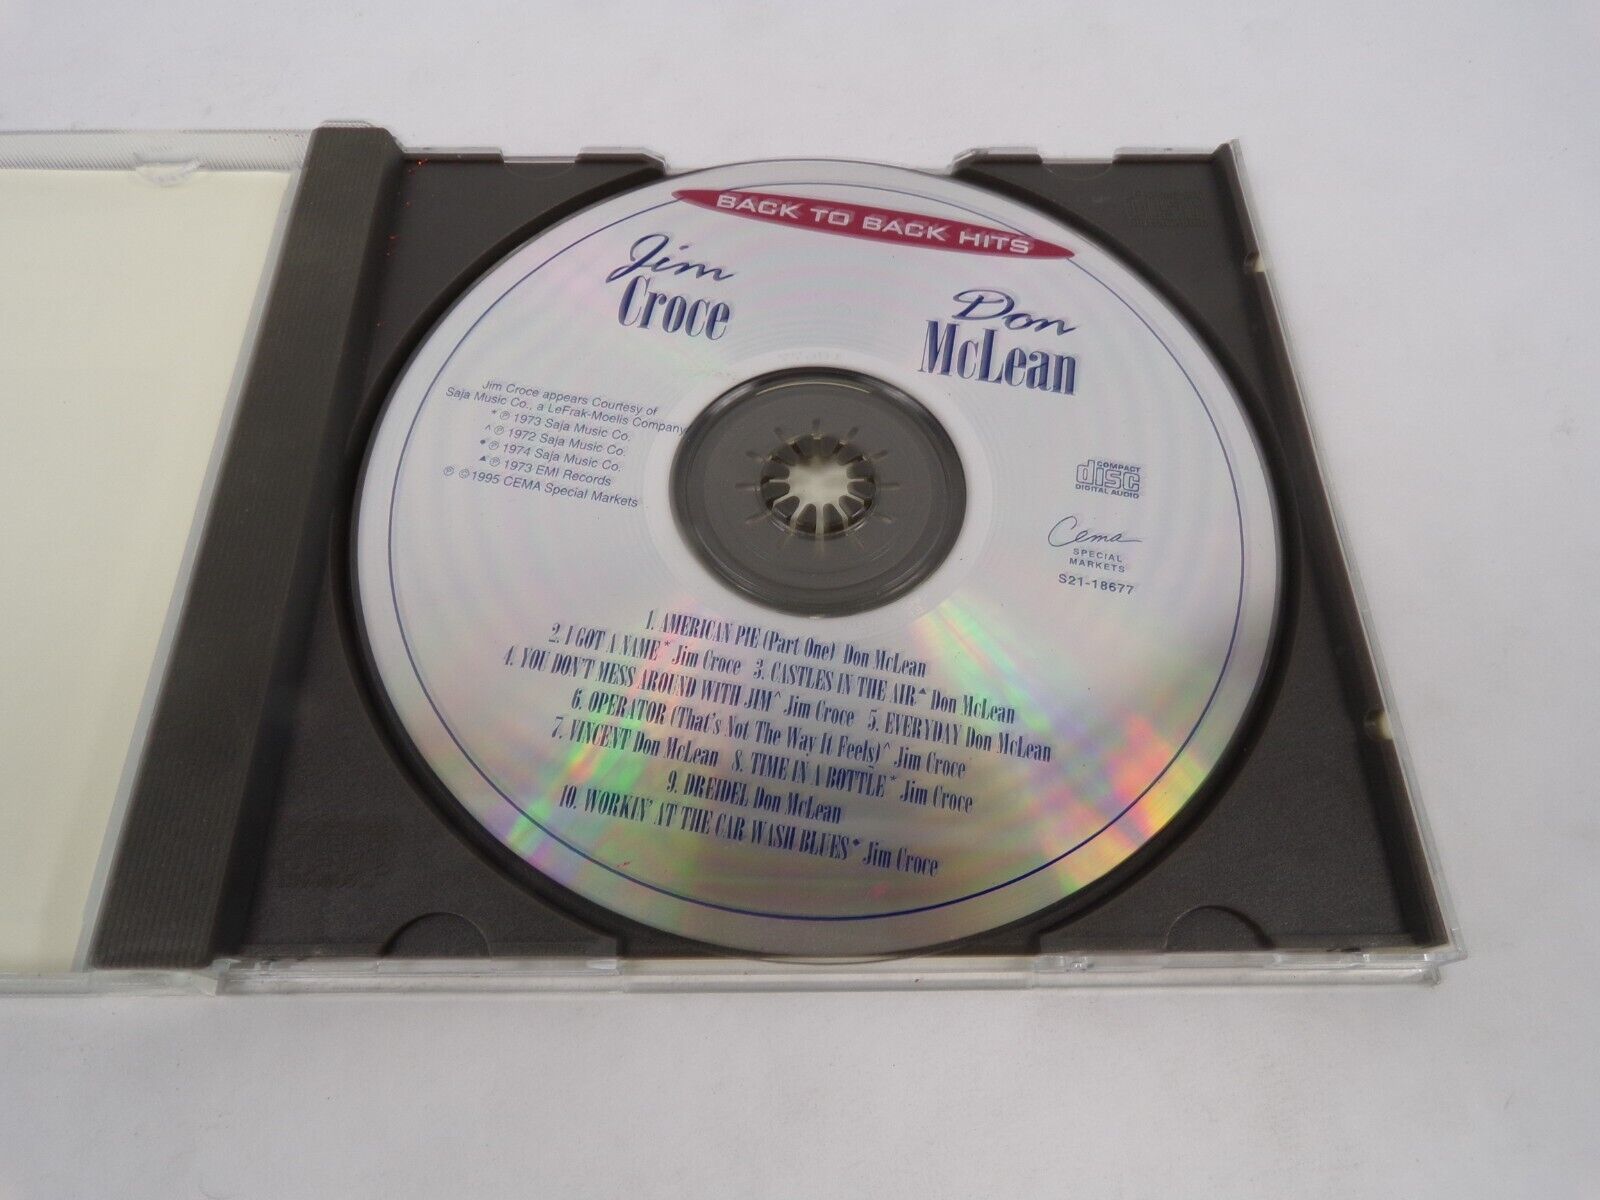 BACK TO BACK HITS
Jim
Croce
Don
McLean
Jim Croce appears Courtesy of
Saja Music Co., a LeFrak-Moelis Company
* ℗ 1973 Saja Music Co.
^ ℗ 1972 Saja Music Co.
◆ ℗ 1974 Saja Music Co.
▲ ℗ 1973 EMI Records
℗ © 1995 CEMA Special Markets
COMPACT
disc
DIGITAL AUDIO
Cema
SPECIAL
MARKETS
S21-18677
1. AMERICAN PIE (Part One) Don McLean
2. I GOT A NAME * Jim Croce 3. CASTLES IN THE AIR ▲ Don McLean
4. YOU DON'T MESS AROUND WITH JIM ^ Jim Croce 5. EVERYDAY Don McLean
6. OPERATOR (That's Not The Way It Feels) ^ Jim Croce
7. VINCENT Don McLean 8. TIME IN A BOTTLE * Jim Croce
9. DREIDEL Don McLean
10. WORKIN' AT THE CAR WASH BLUES ◆ Jim Croce
disc